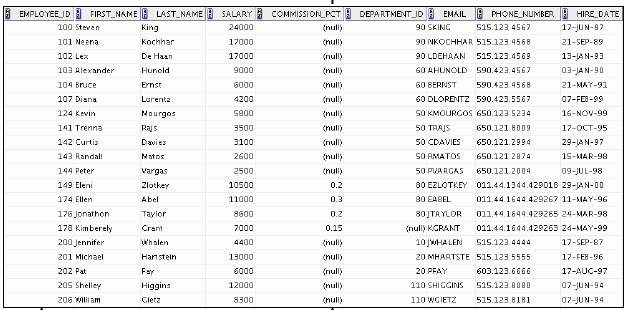 EMPLOYEE_ID FIRST_NAME LAST_NAME SALARY COMMISSION_PCT DEPARTMENT_ID EMAIL PHONE_NUMBER HIRE_DATE
100 Steven King 24000 (null) 90 SKING 515.123.4567 17-JUN-87
101 Neena Kochhar 17000 (null) 90 NKOCHHAR 515.123.4568 21-SEP-89
102 Lex De Haan 17000 (null) 90 LDEHAAN 515.123.4569 13-JAN-93
103 Alexander Hunold 9000 (null) 60 AHUNOLD 590.423.4567 03-JAN-90
104 Bruce Ernst 6000 (null) 60 BERNST 590.423.4568 21-MAY-91
107 Diana Lorentz 4200 (null) 60 DLORENTZ 590.423.5567 07-FEB-99
124 Kevin Mourgos 5800 (null) 50 KMOURGOS 650.123.5234 16-NOV-99
141 Trenna Rajs 3500 (null) 50 TRAJS 650.121.8009 17-OCT-95
142 Curtis Davies 3100 (null) 50 CDAVIES 650.121.2994 29-JAN-97
143 Randall Matos 2600 (null) 50 RMATOS 650.121.2874 15-MAR-98
144 Peter Vargas 2500 (null) 50 PVARGAS 650.121.2004 09-JUL-98
149 Eleni Zlotkey 10500 0.2 80 EZLOTKEY 011.44.1344.429018 29-JAN-00
174 Ellen Abel 11000 0.3 80 EABEL 011.44.1644.429267 11-MAY-96
176 Jonathon Taylor 8600 0.2 80 JTAYLOR 011.44.1644.429265 24-MAR-98
178 Kimberely Grant 7000 0.15 (null) KGRANT 011.44.1644.429263 24-MAY-99
200 Jennifer Whalen 4400 (null) 10 JWHALEN 515.123.4444 17-SEP-87
201 Michael Hartstein 13000 (null) 20 MHARTSTE 515.123.5555 17-FEB-96
202 Pat Fay 6000 (null) 20 PFAY 603.123.6666 17-AUG-97
205 Shelley Higgins 12000 (null) 110 SHIGGINS 515.123.8080 07-JUN-94
206 William Gietz 8300 (null) 110 WGIETZ 515.123.8181 07-JUN-94